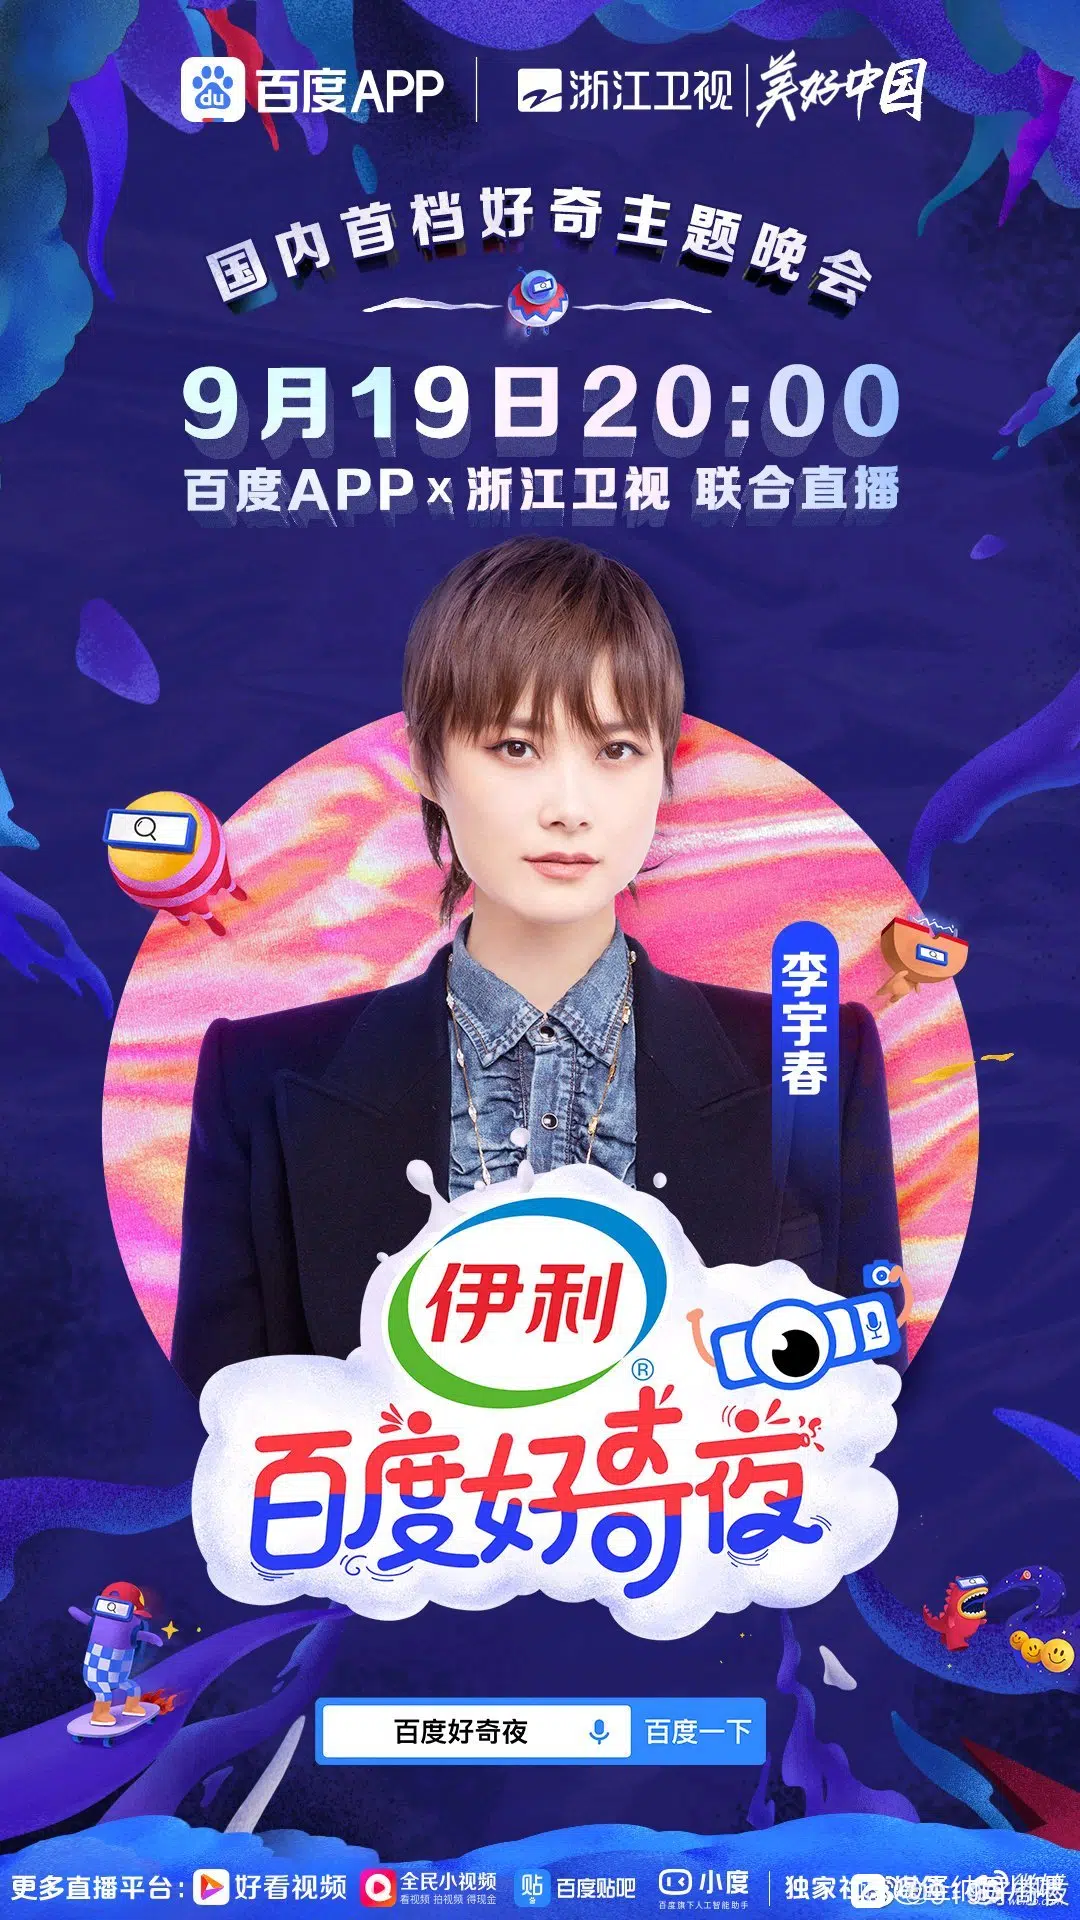 du 百度APP 浙江卫视 美好中国
国内首档好奇主题晚会
9月19日20:00
百度APP x 浙江卫视 联合直播
李宇春
伊利®
百度好奇夜
百度好奇夜 百度一下
更多直播平台: 好看视频 全民小视频 贴吧 百度贴吧 小度 独家
看视频 拍视频 得现金
百度旗下人工智能助手